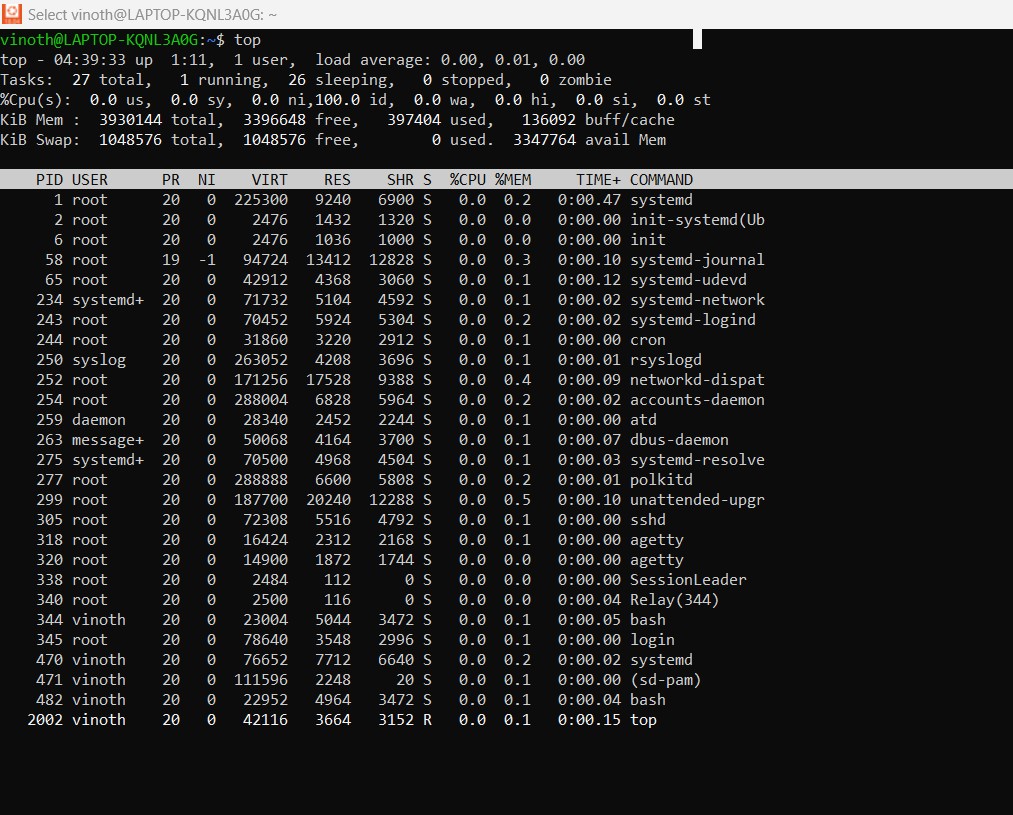 Select vinoth@LAPTOP-KQNL3A0G: ~
vinoth@LAPTOP-KQNL3A0G:~$ top
top - 04:39:33 up  1:11,  1 user,  load average: 0.00, 0.01, 0.00
Tasks:  27 total,   1 running,  26 sleeping,   0 stopped,   0 zombie
%Cpu(s):  0.0 us,  0.0 sy,  0.0 ni,100.0 id,  0.0 wa,  0.0 hi,  0.0 si,  0.0 st
KiB Mem :  3930144 total,  3396648 free,   397404 used,   136092 buff/cache
KiB Swap:  1048576 total,  1048576 free,        0 used.  3347764 avail Mem
PID USER      PR  NI    VIRT    RES    SHR S  %CPU %MEM     TIME+ COMMAND
1 root      20   0  225300   9240   6900 S   0.0  0.2   0:00.47 systemd
2 root      20   0    2476   1432   1320 S   0.0  0.0   0:00.00 init-systemd(Ub
6 root      20   0    2476   1036   1000 S   0.0  0.0   0:00.00 init
58 root      19  -1   94724  13412  12828 S   0.0  0.3   0:00.10 systemd-journal
65 root      20   0   42912   4368   3060 S   0.0  0.1   0:00.12 systemd-udevd
234 systemd+  20   0   71732   5104   4592 S   0.0  0.1   0:00.02 systemd-network
243 root      20   0   70452   5924   5304 S   0.0  0.2   0:00.02 systemd-logind
244 root      20   0   31860   3220   2912 S   0.0  0.1   0:00.00 cron
250 syslog    20   0  263052   4208   3696 S   0.0  0.1   0:00.01 rsyslogd
252 root      20   0  171256  17528   9388 S   0.0  0.4   0:00.09 networkd-dispat
254 root      20   0  288004   6828   5964 S   0.0  0.2   0:00.02 accounts-daemon
259 daemon    20   0   28340   2452   2244 S   0.0  0.1   0:00.00 atd
263 message+  20   0   50068   4164   3700 S   0.0  0.1   0:00.07 dbus-daemon
275 systemd+  20   0   70500   4968   4504 S   0.0  0.1   0:00.03 systemd-resolve
277 root      20   0  288888   6600   5808 S   0.0  0.2   0:00.01 polkitd
299 root      20   0  187700  20240  12288 S   0.0  0.5   0:00.10 unattended-upgr
305 root      20   0   72308   5516   4792 S   0.0  0.1   0:00.00 sshd
318 root      20   0   16424   2312   2168 S   0.0  0.1   0:00.00 agetty
320 root      20   0   14900   1872   1744 S   0.0  0.0   0:00.00 agetty
338 root      20   0    2484    112      0 S   0.0  0.0   0:00.00 SessionLeader
340 root      20   0    2500    116      0 S   0.0  0.0   0:00.04 Relay(344)
344 vinoth    20   0   23004   5044   3472 S   0.0  0.1   0:00.05 bash
345 root      20   0   78640   3548   2996 S   0.0  0.1   0:00.00 login
470 vinoth    20   0   76652   7712   6640 S   0.0  0.2   0:00.02 systemd
471 vinoth    20   0  111596   2248     20 S   0.0  0.1   0:00.00 (sd-pam)
482 vinoth    20   0   22952   4964   3472 S   0.0  0.1   0:00.04 bash
2002 vinoth    20   0   42116   3664   3152 R   0.0  0.1   0:00.15 top